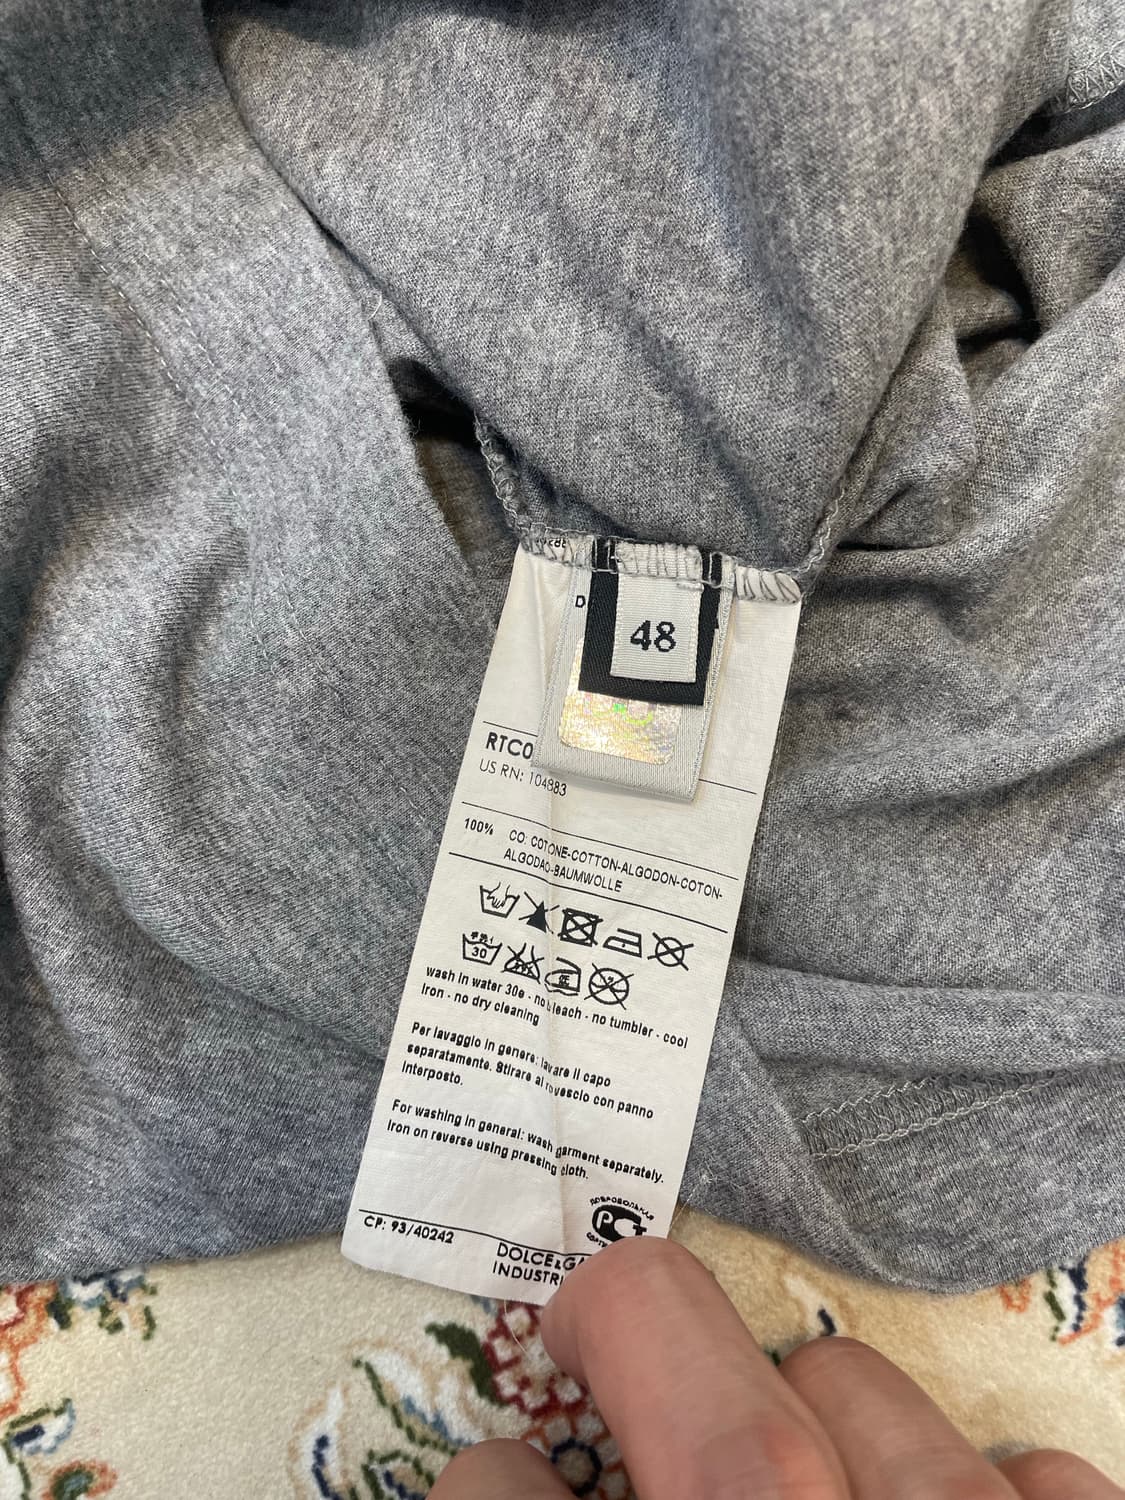 D
48
RTC0
US RN: 104883
100% CO: COTONE-COTTON-ALGODON-COTON-
ALGODAO-BAUMWOLLE
30
wash in water 30e - no bleach - no tumbler - cool
iron - no dry cleaning
Per lavaggio in genere: lavare il capo
separatamente. Stirare al rovescio con panno
interposto.
For washing in general: wash garment separately.
Iron on reverse using pressing cloth.
РСТ
CP: 93/40242
DOLCE&GA
INDUSTRI